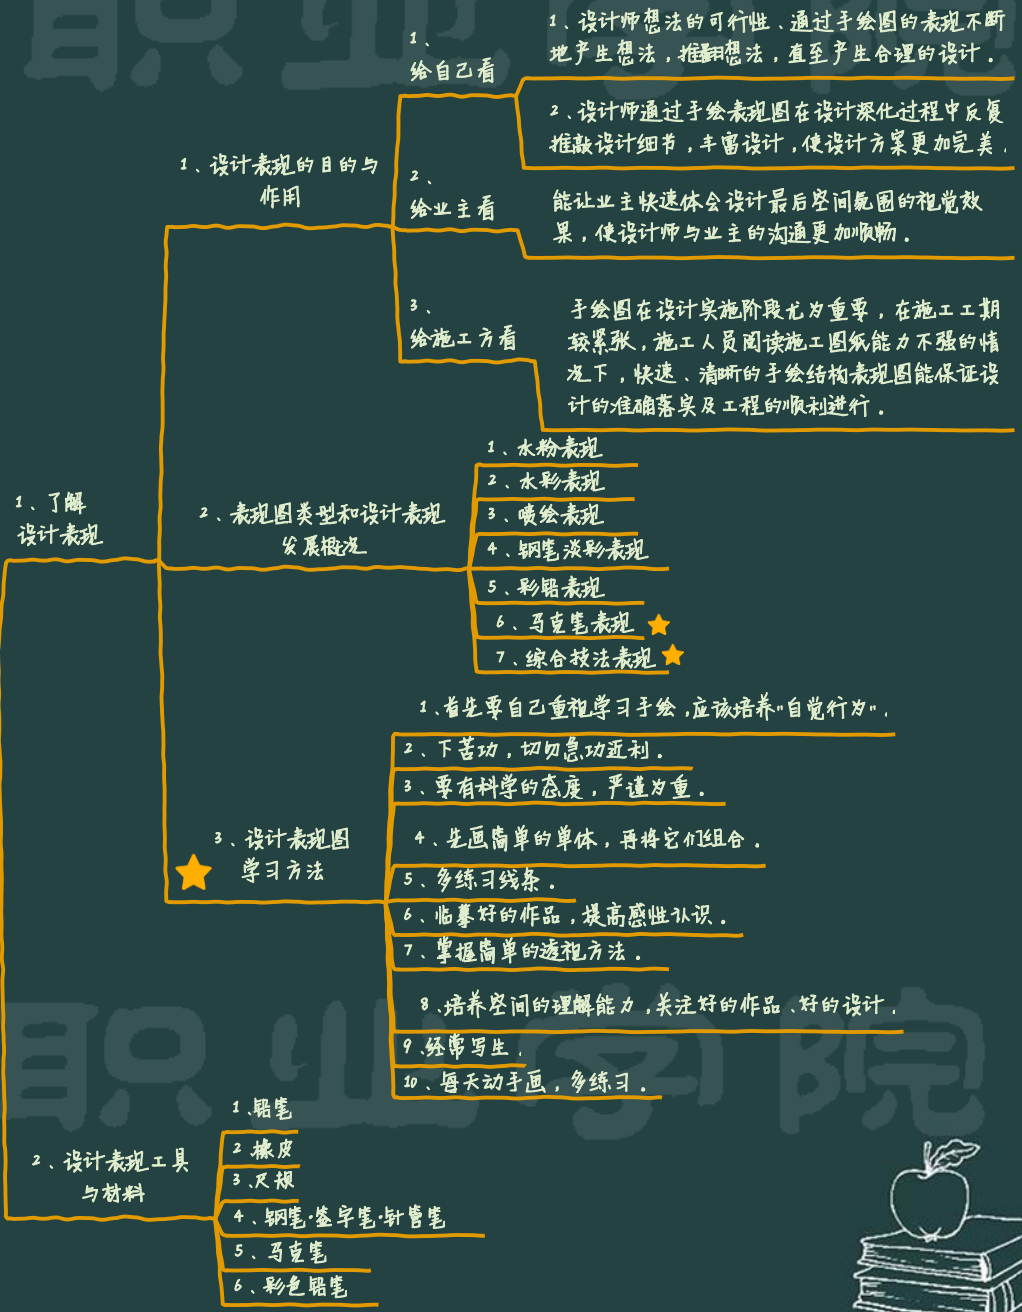 职业学院
1、
给自己看
1、设计师想法的可行性、通过手绘图的表现不断
地产生想法，推翻想法，直至产生合理的设计。
2、设计师通过手绘表现图在设计深化过程中反复
推敲设计细节，丰富设计，使设计方案更加完美.
1、设计表现的目的与
作用
2、
给业主看
能让业主快速体会设计最后空间氛围的视觉效
果，使设计师与业主的沟通更加顺畅。
3、
给施工方看
手绘图在设计实施阶段尤为重要，在施工工期
较紧张，施工人员阅读施工图纸能力不强的情
况下，快速、清晰的手绘结构表现图能保证设
计的准确落实及工程的顺利进行。
1、了解
设计表现
2、表现图类型和设计表现
发展概况
1、水粉表现
2、水彩表现
3、喷绘表现
4、钢笔淡彩表现
5、彩铅表现
6、马克笔表现
7、综合技法表现
3、设计表现图
学习方法
1、首先要自己重视学习手绘,应该培养"自觉行为".
2、下苦功，切勿急功近利。
3、要有科学的态度，严谨为重。
4、先画简单的单体，再将它们组合。
5、多练习线条。
6、临摹好的作品，提高感性认识。
7、掌握简单的透视方法。
8、培养空间的理解能力,关注好的作品、好的设计.
9、经常写生.
10、每天动手画，多练习。
职业学院
2、设计表现工具
与材料
1、铅笔
2、橡皮
3、尺规
4、钢笔·签字笔·针管笔
5、马克笔
6、彩色铅笔